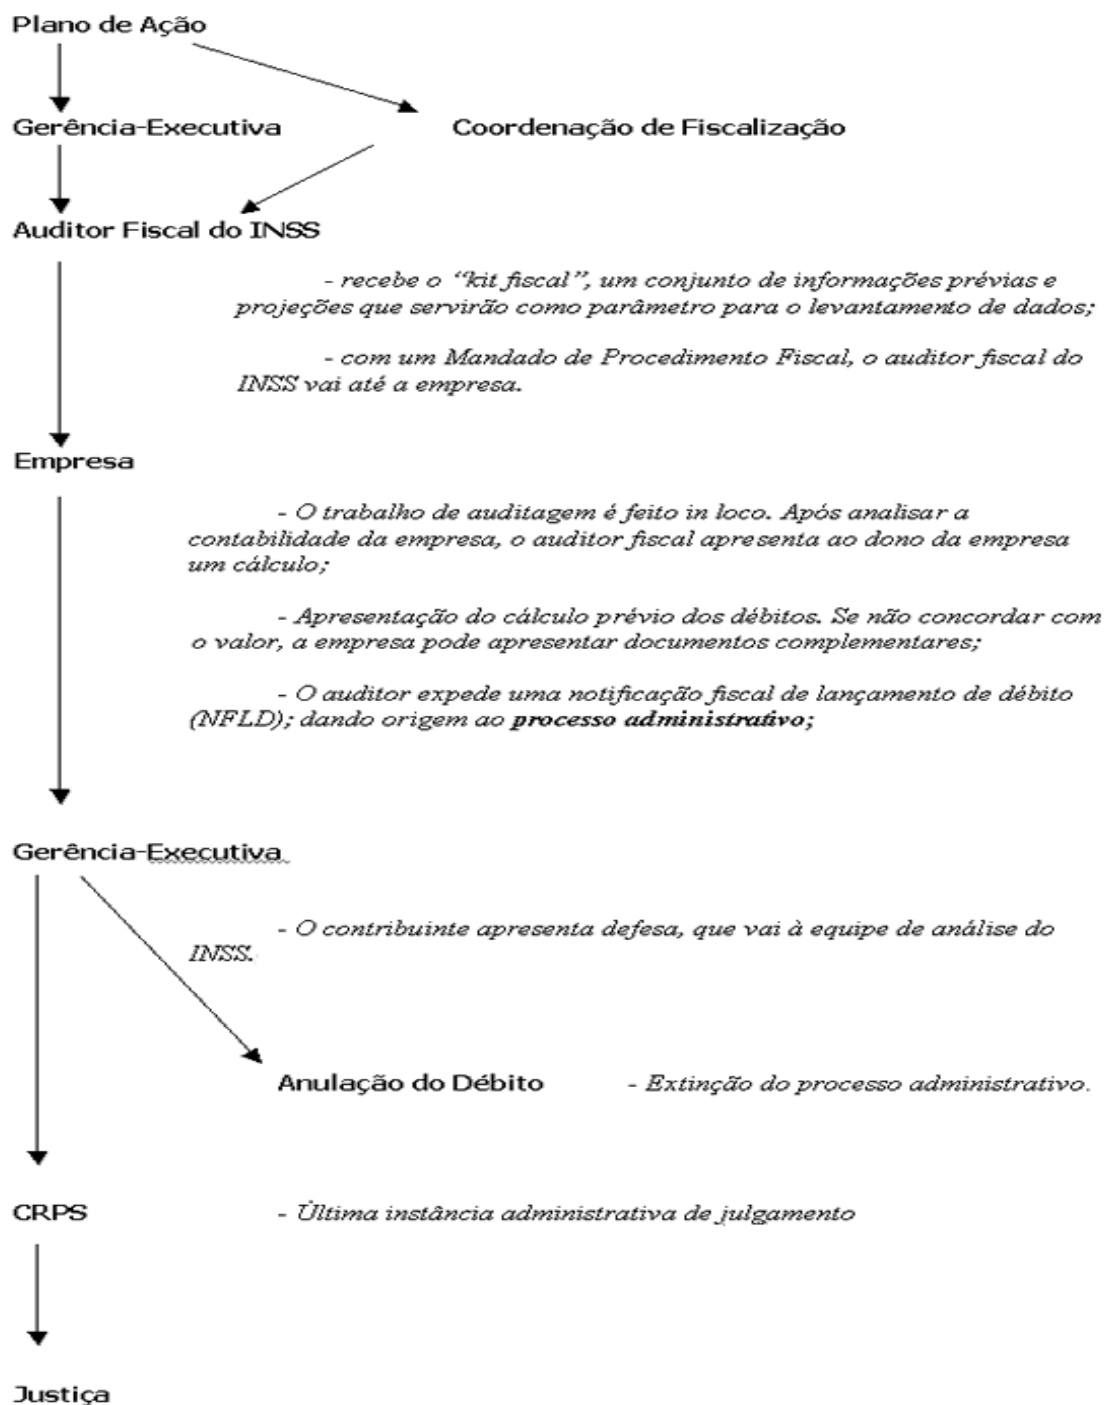 Plano de Ação
Gerência-Executiva Coordenação de Fiscalização
Auditor Fiscal do INSS
- recebe o “kit fiscal”, um conjunto de informações prévias e
projeções que servirão como parâmetro para o levantamento de dados;
- com um Mandado de Procedimento Fiscal, o auditor fiscal do
INSS vai até a empresa.
Empresa
- O trabalho de auditagem é feito in loco. Após analisar a
contabilidade da empresa, o auditor fiscal apresenta ao dono da empresa
um cálculo;
- Apresentação do cálculo prévio dos débitos. Se não concordar com
o valor, a empresa pode apresentar documentos complementares;
- O auditor expede uma notificação fiscal de lançamento de débito
(NFLD); dando origem ao processo administrativo;
Gerência-Executiva
- O contribuinte apresenta defesa, que vai à equipe de análise do
INSS.
Anulação do Débito - Extinção do processo administrativo.
CRPS - Última instância administrativa de julgamento
Justiça